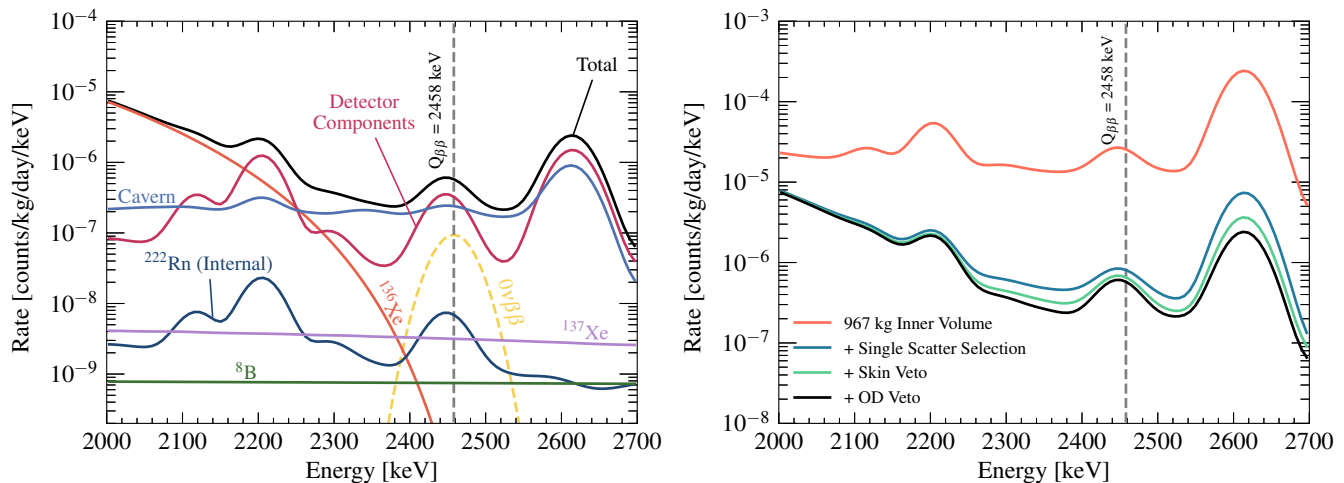 10⁻⁴
10⁻⁵
10⁻⁶
10⁻⁷
10⁻⁸
10⁻⁹
Rate [counts/kg/day/keV]
2000
2100
2200
2300
2400
2500
2600
2700
Energy [keV]
Total
Detector
Components
Q_ββ = 2458 keV
Cavern
²²²Rn (Internal)
¹³⁶Xe
0νββ
¹³⁷Xe
⁸B
10⁻³
10⁻⁴
10⁻⁵
10⁻⁶
10⁻⁷
10⁻⁸
Rate [counts/kg/day/keV]
2000
2100
2200
2300
2400
2500
2600
2700
Energy [keV]
Q_ββ = 2458 keV
967 kg Inner Volume
+ Single Scatter Selection
+ Skin Veto
+ OD Veto